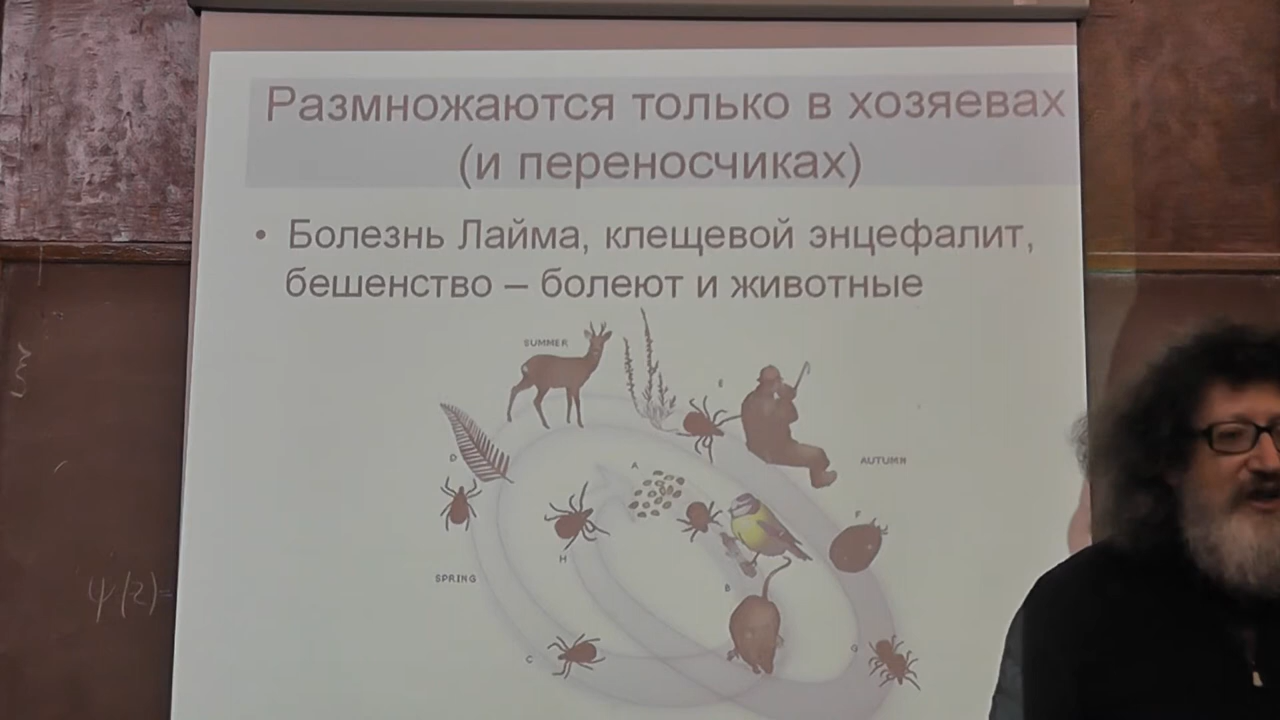 Размножаются только в хозяевах
(и переносчиках)
• Болезнь Лайма, клещевой энцефалит,
бешенство – болеют и животные
SUMMER
E
AUTUMN
D
A
F
H
SPRING
B
C
G
ψ(z)=